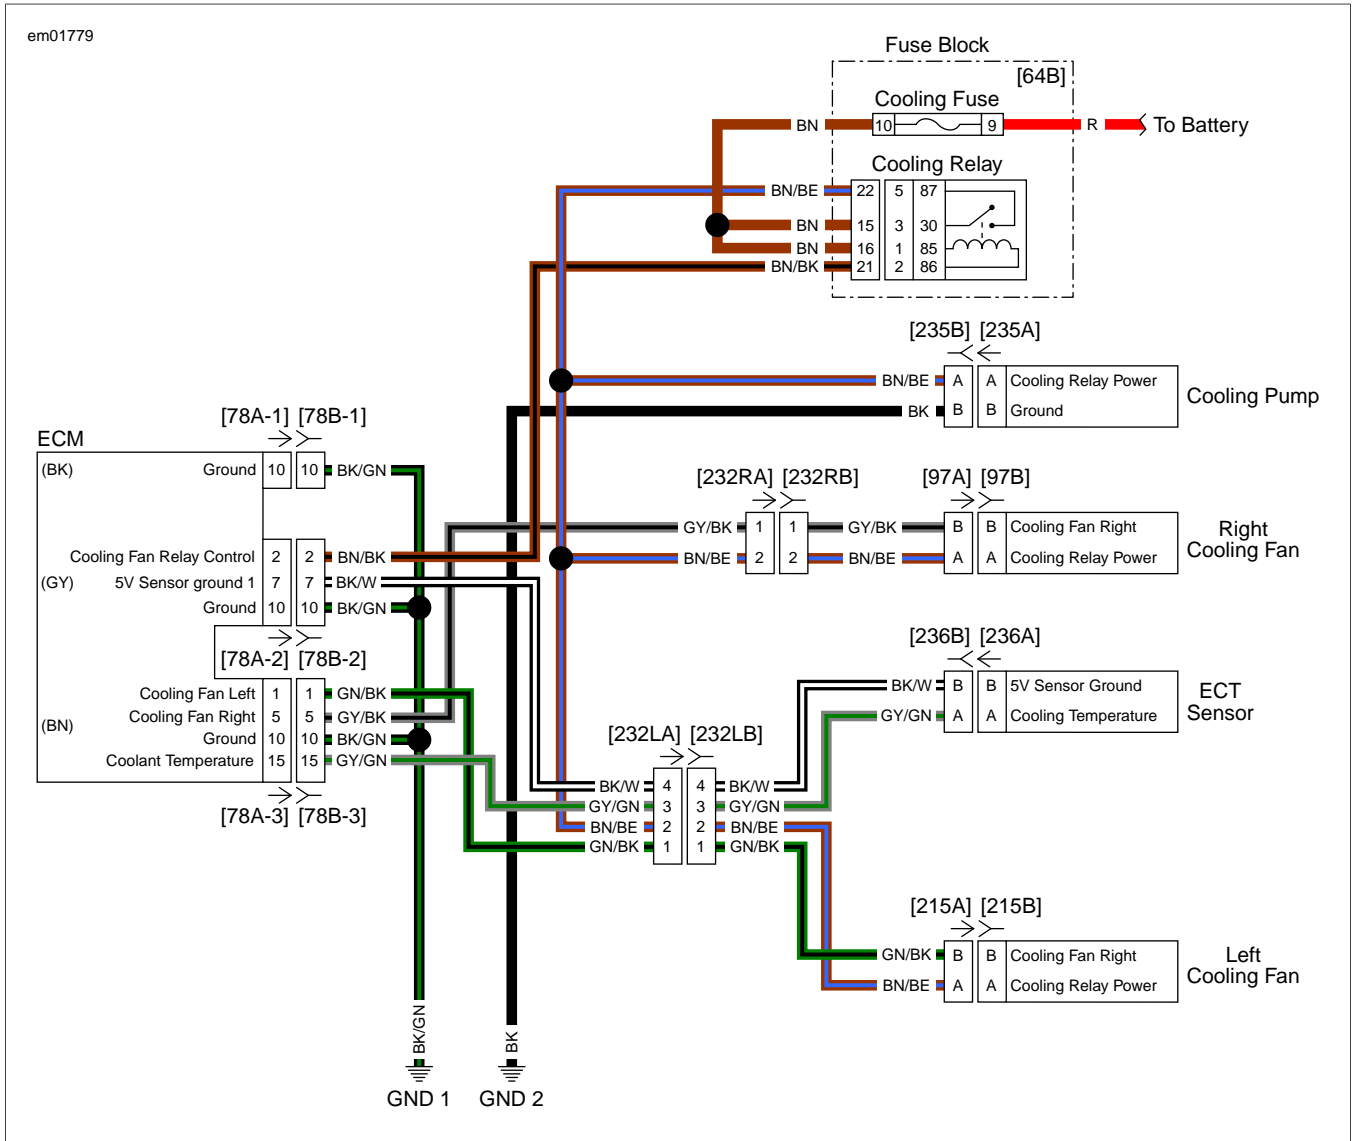 em01779
Fuse Block
[64B]
Cooling Fuse
BN 10 9 R To Battery
Cooling Relay
BN/BE 22 5 87
BN 15 3 30
BN 16 1 85
BN/BK 21 2 86
[235B] [235A]
BN/BE A A Cooling Relay Power
Cooling Pump
BK B B Ground
[78A-1] [78B-1]
ECM
(BK) Ground 10 10 BK/GN
[232RA] [232RB] [97A] [97B]
GY/BK 1 1 GY/BK B B Cooling Fan Right
Right
Cooling Fan
BN/BE 2 2 BN/BE A A Cooling Relay Power
Cooling Fan Relay Control 2 2 BN/BK
(GY) 5V Sensor ground 1 7 7 BK/W
Ground 10 10 BK/GN
[78A-2] [78B-2]
[236B] [236A]
BK/W B B 5V Sensor Ground
ECT
Sensor
GY/GN A A Cooling Temperature
Cooling Fan Left 1 1 GN/BK
(BN) Cooling Fan Right 5 5 GY/BK
Ground 10 10 BK/GN
Coolant Temperature 15 15 GY/GN
[78A-3] [78B-3]
[232LA] [232LB]
BK/W 4 4 BK/W
GY/GN 3 3 GY/GN
BN/BE 2 2 BN/BE
GN/BK 1 1 GN/BK
[215A] [215B]
GN/BK B B Cooling Fan Right
Left
Cooling Fan
BN/BE A A Cooling Relay Power
BK/GN BK
GND 1 GND 2